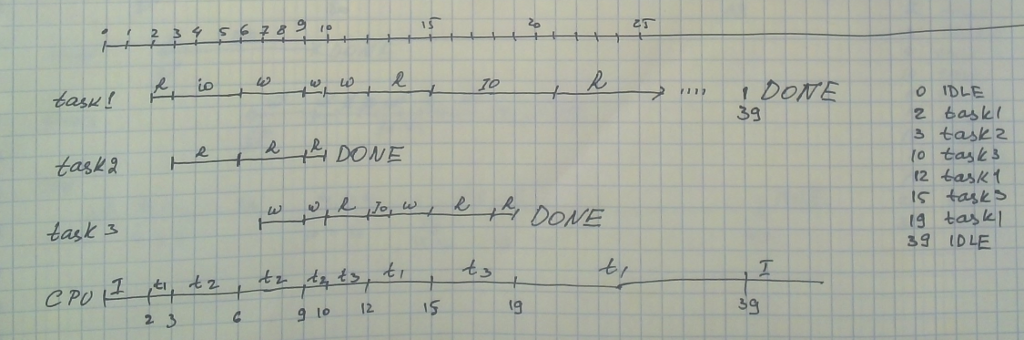 0 1 2 3 4 5 6 7 8 9 10 15 20 25
R io w w w R IO R
task1 .... 1 DONE
39
R R R
task2 DONE
w w R Io w R R
task3 DONE
I t1 t2 t2 t2 t3 t1 t3 t1 I
CPU
2 3 6 9 10 12 15 19 39
0 IDLE
2 task1
3 task2
10 task3
12 task1
15 task3
19 task1
39 IDLE